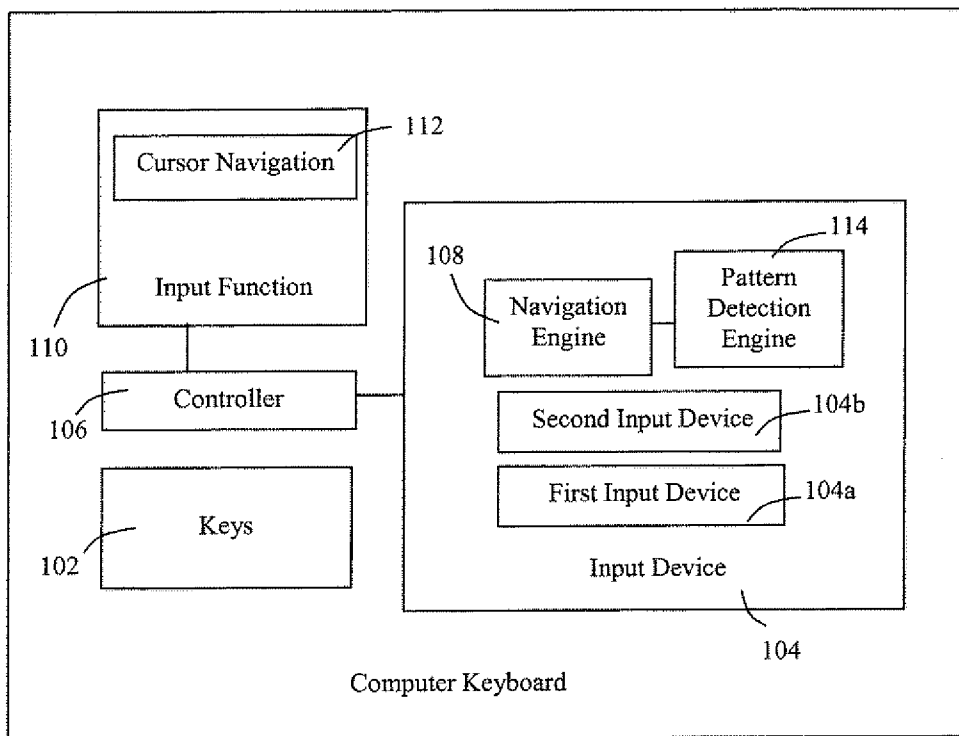 112
Cursor Navigation
Input Function
110
114
108
Navigation
Engine
Pattern
Detection
Engine
Controller
106
Second Input Device
104b
First Input Device
104a
Keys
102
Input Device
104
Computer Keyboard